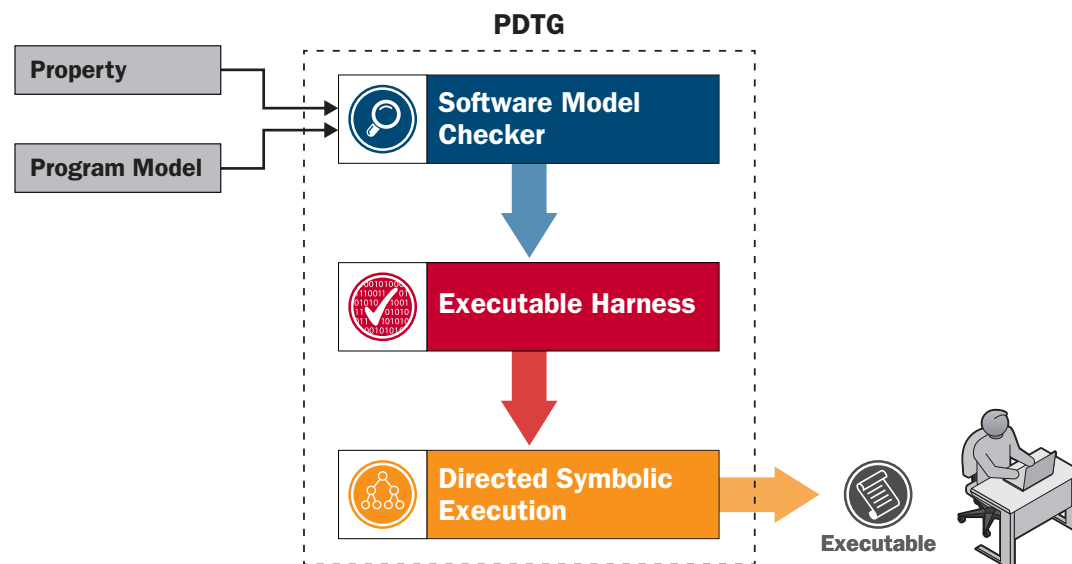 PDTG
Property
Program Model
Software Model
Checker
Executable Harness
Directed Symbolic
Execution
Executable